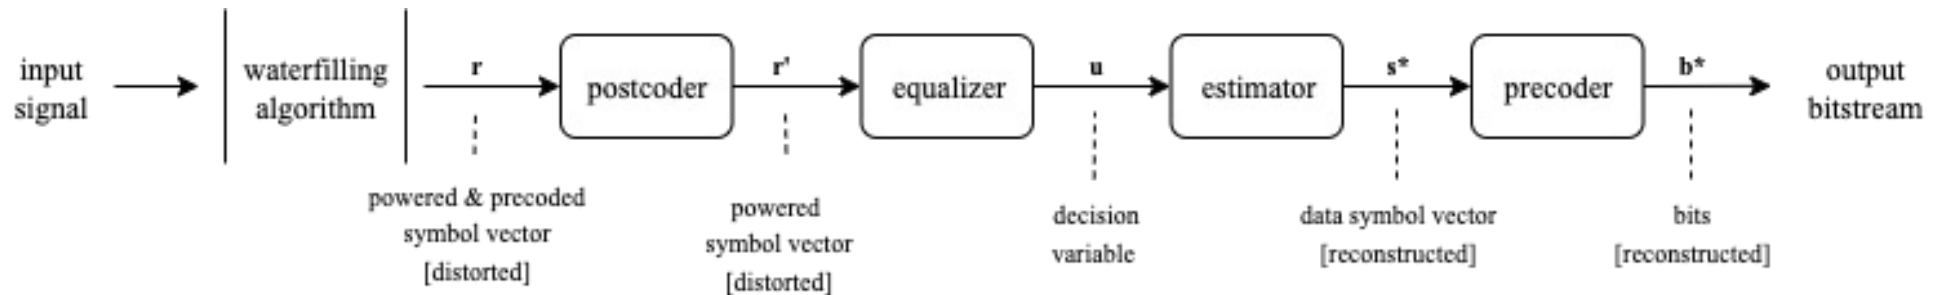 input
signal
waterfilling
algorithm
r
postcoder
r'
equalizer
u
estimator
s*
precoder
b*
output
bitstream
powered & precoded
symbol vector
[distorted]
powered
symbol vector
[distorted]
decision
variable
data symbol vector
[reconstructed]
bits
[reconstructed]